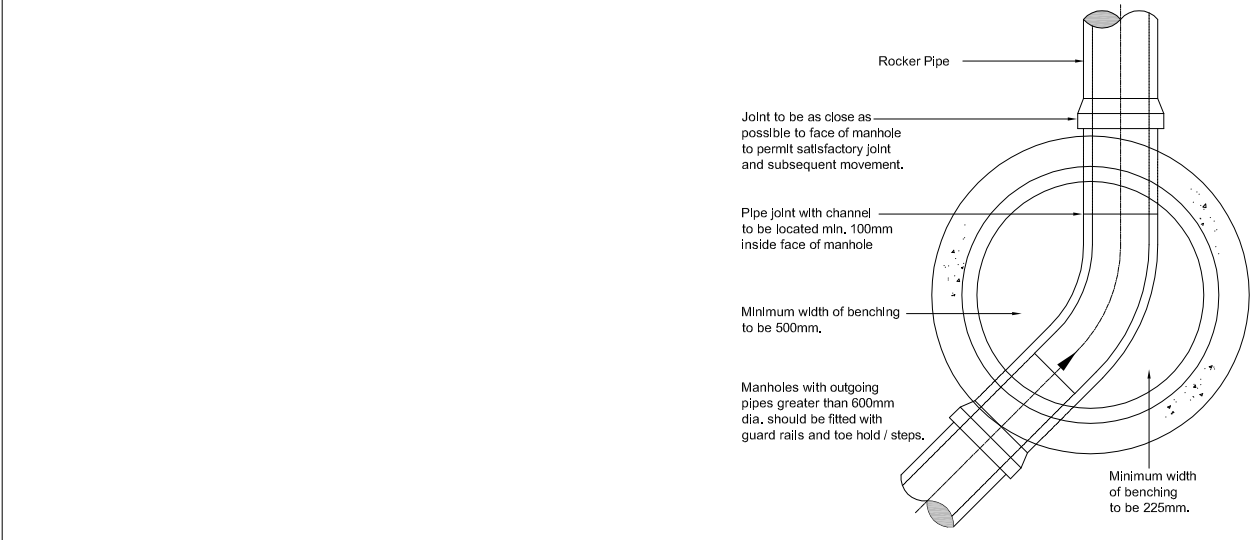 Rocker Pipe
Joint to be as close as
possible to face of manhole
to permit satisfactory joint
and subsequent movement.
Pipe joint with channel
to be located min. 100mm
inside face of manhole
Minimum width of benching
to be 500mm.
Manholes with outgoing
pipes greater than 600mm
dia. should be fitted with
guard rails and toe hold / steps.
Minimum width
of benching
to be 225mm.